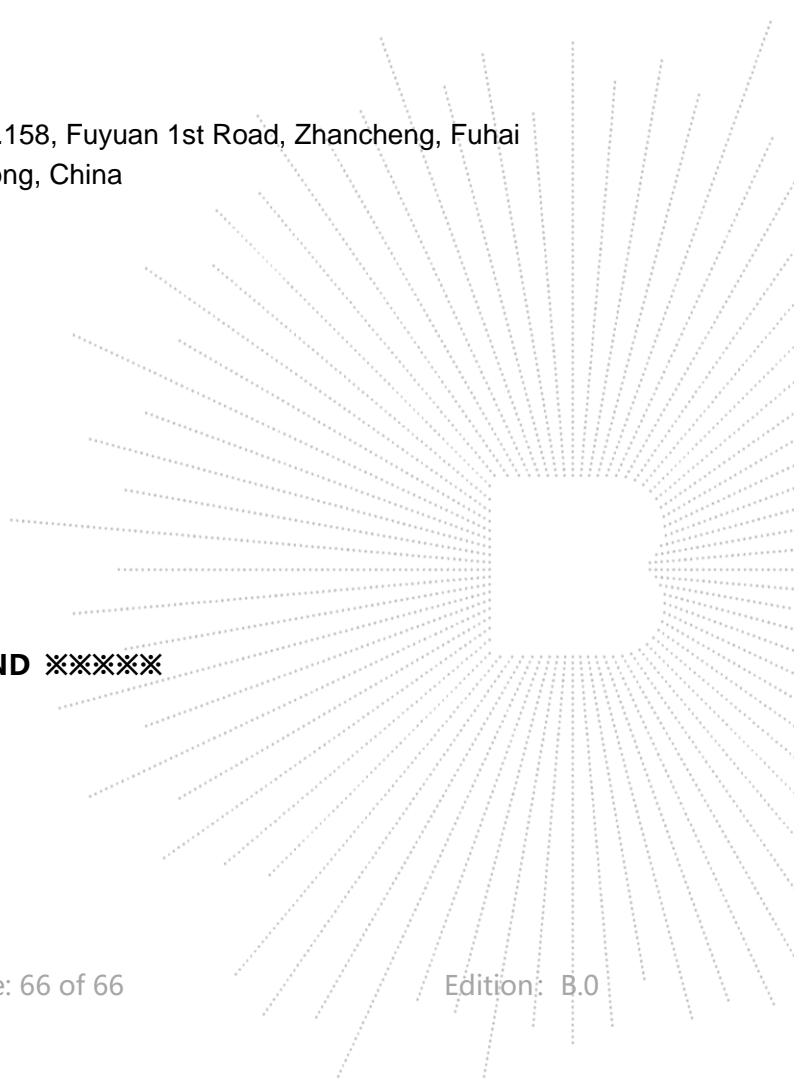 .158, Fuyuan 1st Road, Zhancheng, Fuhai
ong, China
ND ※※※※※
e: 66 of 66 Edition: B.0